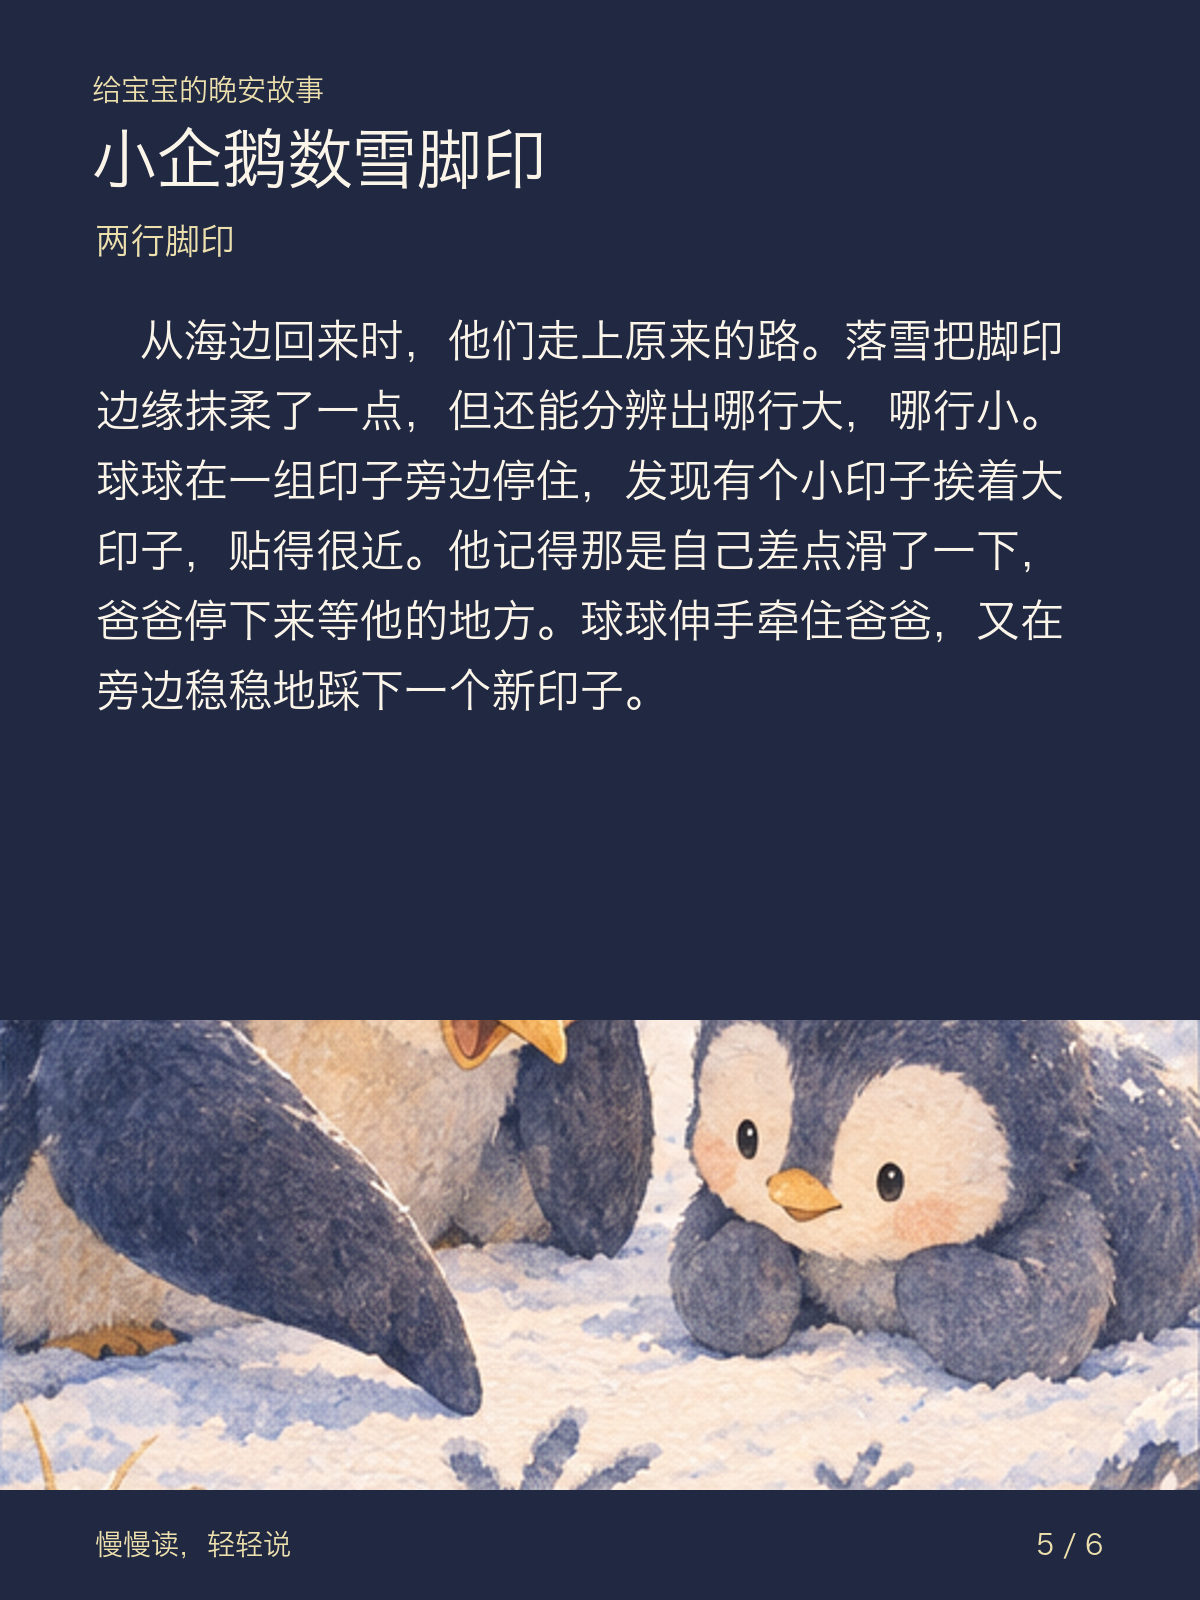 给宝宝的晚安故事
小企鹅数雪脚印
两行脚印
从海边回来时，他们走上原来的路。落雪把脚印
边缘抹柔了一点，但还能分辨出哪行大，哪行小。
球球在一组印子旁边停住，发现有个小印子挨着大
印子，贴得很近。他记得那是自己差点滑了一下，
爸爸停下来等他的地方。球球伸手牵住爸爸，又在
旁边稳稳地踩下一个新印子。
慢慢读，轻轻说
5 / 6